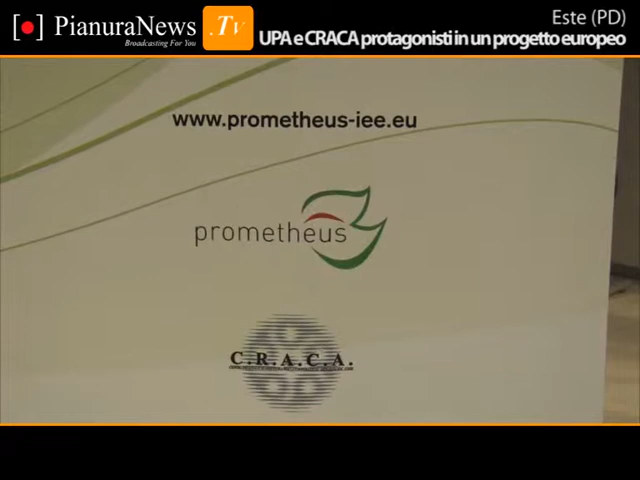 [●] PianuraNews .Tv
Broadcasting For You
Este (PD)
UPA e CRACA protagonisti in un progetto europeo
www.prometheus-iee.eu
prometheus
C.R.A.C.A.